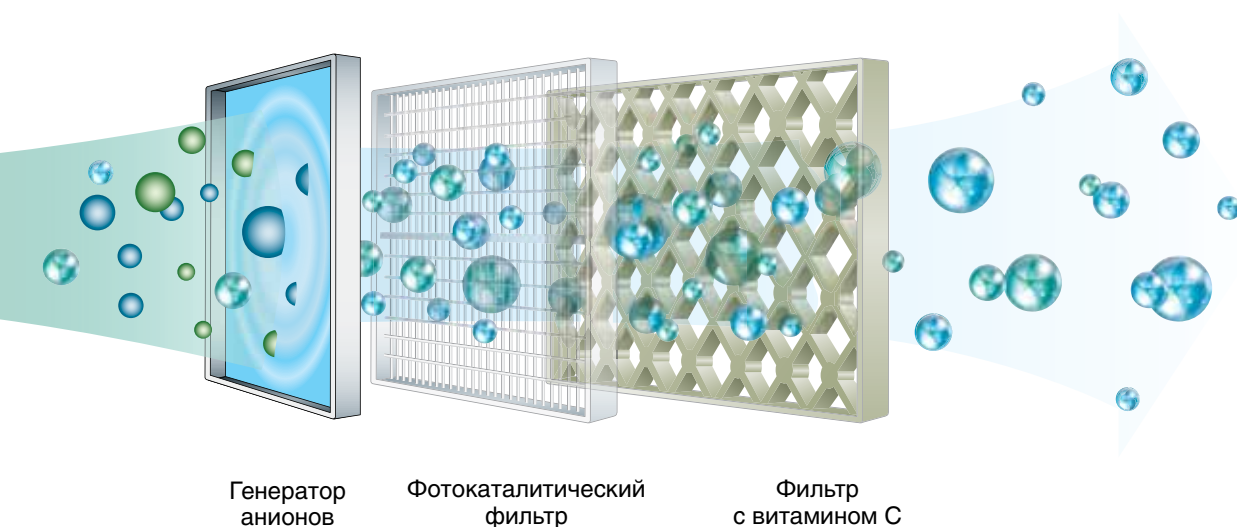 Генератор
анионов
Фотокаталитический
фильтр
Фильтр
с витамином С